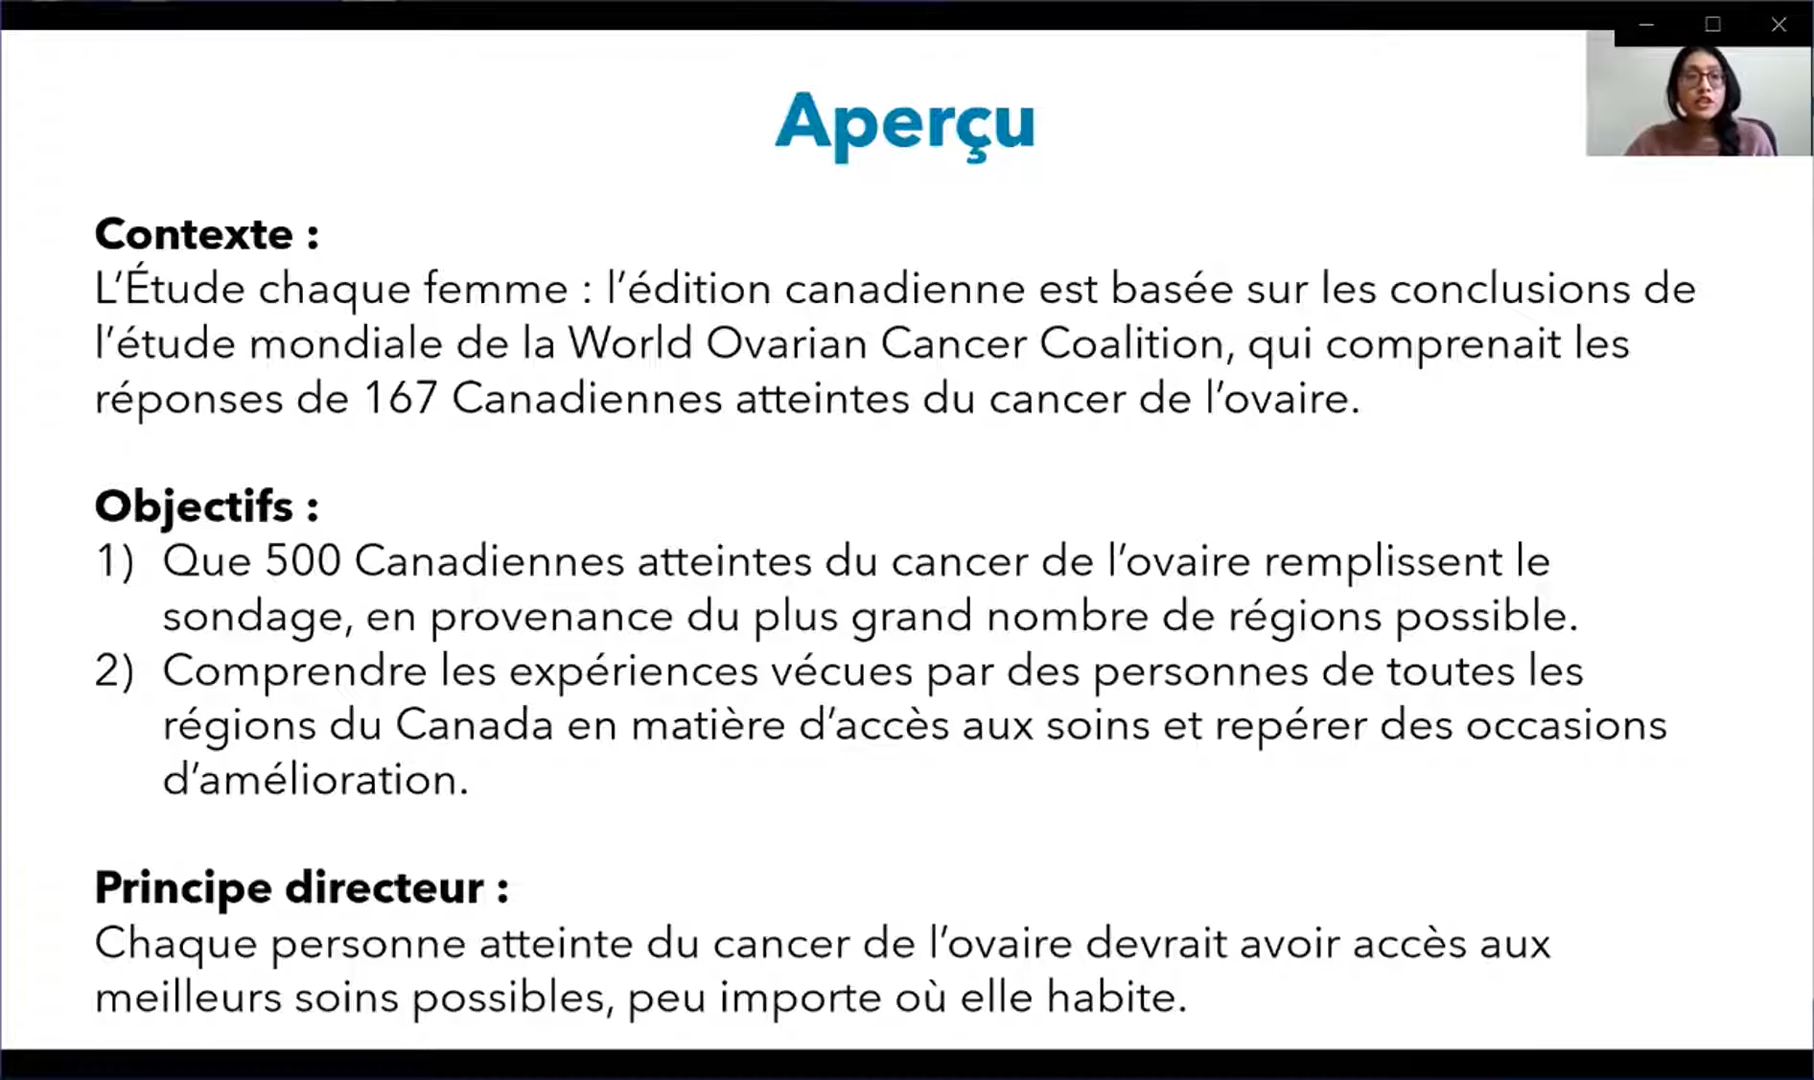 Aperçu
Contexte :
L’Étude chaque femme : l’édition canadienne est basée sur les conclusions de
l’étude mondiale de la World Ovarian Cancer Coalition, qui comprenait les
réponses de 167 Canadiennes atteintes du cancer de l’ovaire.
Objectifs :
1) Que 500 Canadiennes atteintes du cancer de l’ovaire remplissent le
sondage, en provenance du plus grand nombre de régions possible.
2) Comprendre les expériences vécues par des personnes de toutes les
régions du Canada en matière d’accès aux soins et repérer des occasions
d’amélioration.
Principe directeur :
Chaque personne atteinte du cancer de l’ovaire devrait avoir accès aux
meilleurs soins possibles, peu importe où elle habite.